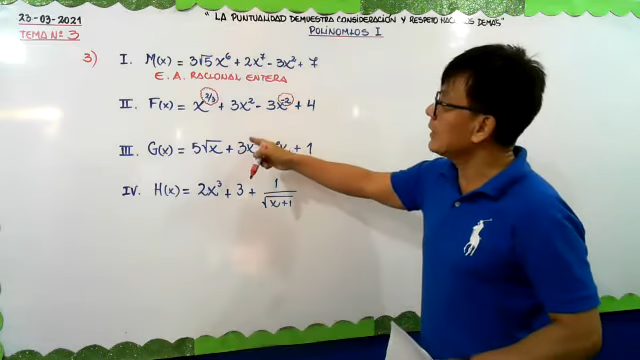 23-03-2021
"LA PUNTUALIDAD DEMUESTRA CONSIDERACIÓN Y RESPETO HACIA LOS DEMÁS"
TEMA Nº 3
POLINOMIOS I
3) I. M(x) = 3√5 x⁶ + 2x⁷ - 3x³ + 7
E. A. RACIONAL ENTERA
II. F(x) = x^(2/3) + 3x² - 3x⁻² + 4
III. G(x) = 5√x + 3x + 1
IV. H(x) = 2x³ + 3 + 1/√(x+1)